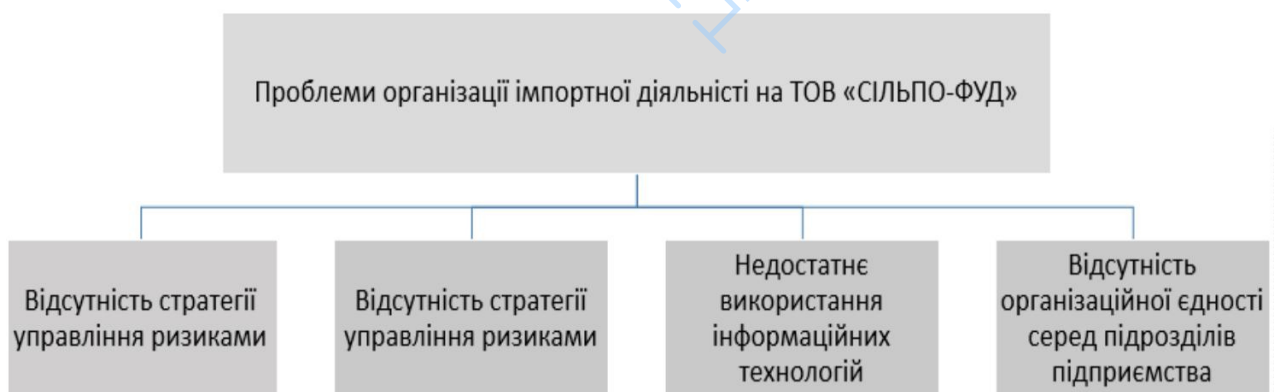 Проблеми організації імпортної діяльністі на ТОВ «СІЛЬПО-ФУД»
Відсутність стратегії
управління ризиками
Відсутність стратегії
управління ризиками
Недостатнє
використання
інформаційних
технологій
Відсутність
організаційної єдності
серед підрозділів
підприємства